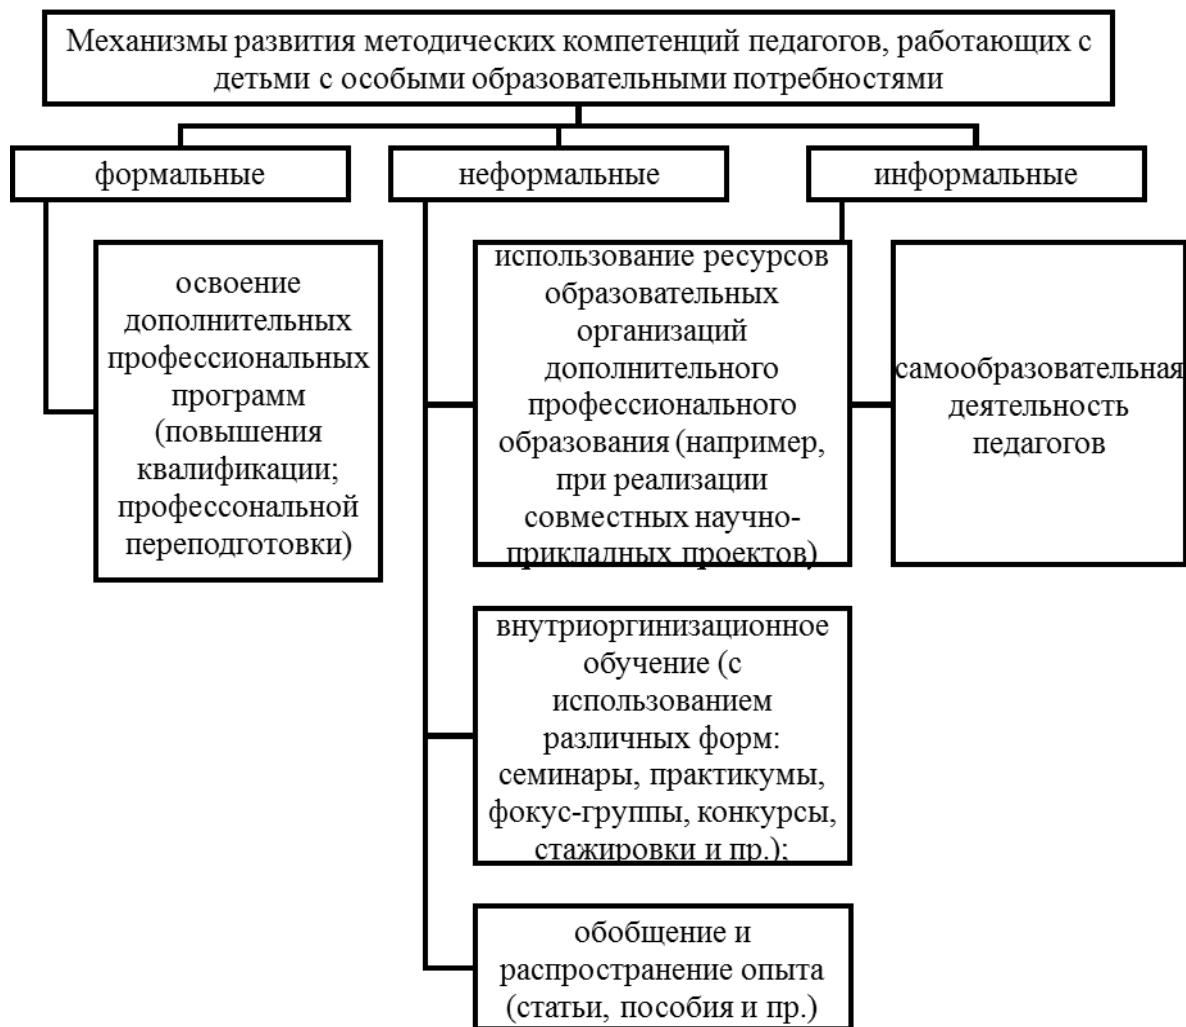 Механизмы развития методических компетенций педагогов, работающих с
детьми с особыми образовательными потребностями
формальные
неформальные
информальные
освоение
дополнительных
профессиональных
программ
(повышения
квалификации;
профессональной
переподготовки)
использование ресурсов
образовательных
организаций
дополнительного
профессионального
образования (например,
при реализации
совместных научно-
прикладных проектов)
внутриоргинизационное
обучение (с
использованием
различных форм:
семинары, практикумы,
фокус-группы, конкурсы,
стажировки и пр.);
обобщение и
распространение опыта
(статьи, пособия и пр.)
самообразовательная
деятельность
педагогов